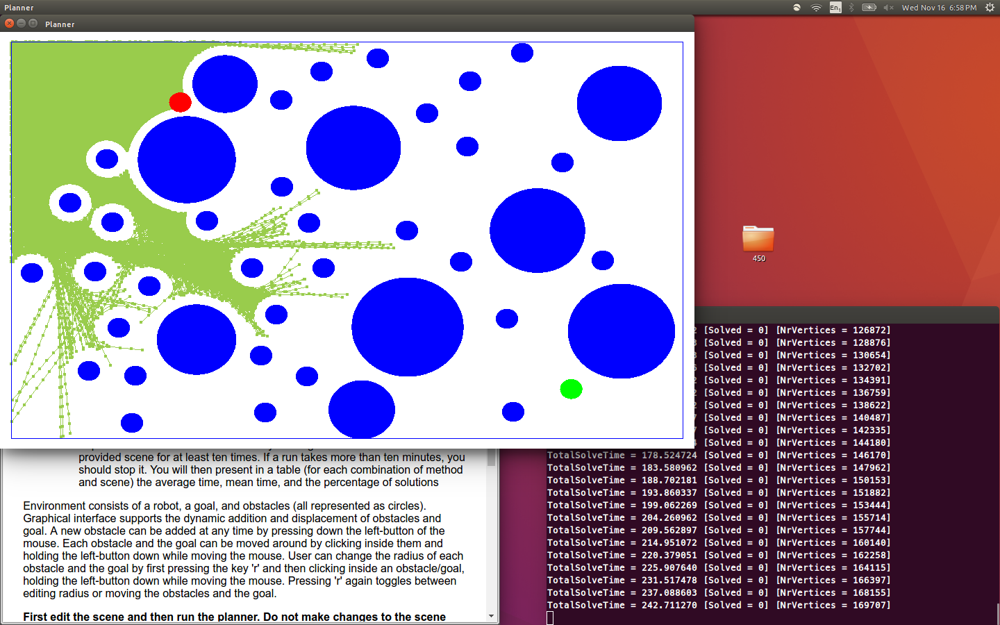 Planner
En1
Wed Nov 16 6:58 PM
Planner
450
[Solved = 0] [NrVertices = 126872]
[Solved = 0] [NrVertices = 128876]
[Solved = 0] [NrVertices = 130654]
[Solved = 0] [NrVertices = 132702]
[Solved = 0] [NrVertices = 134391]
[Solved = 0] [NrVertices = 136759]
[Solved = 0] [NrVertices = 138622]
[Solved = 0] [NrVertices = 140487]
[Solved = 0] [NrVertices = 142335]
[Solved = 0] [NrVertices = 144180]
TotalSolveTime = 178.524724 [Solved = 0] [NrVertices = 146170]
TotalSolveTime = 183.580962 [Solved = 0] [NrVertices = 147962]
TotalSolveTime = 188.702181 [Solved = 0] [NrVertices = 150153]
TotalSolveTime = 193.860337 [Solved = 0] [NrVertices = 151882]
TotalSolveTime = 199.062269 [Solved = 0] [NrVertices = 153444]
TotalSolveTime = 204.260962 [Solved = 0] [NrVertices = 155714]
TotalSolveTime = 209.562897 [Solved = 0] [NrVertices = 157744]
TotalSolveTime = 214.951072 [Solved = 0] [NrVertices = 160140]
TotalSolveTime = 220.379051 [Solved = 0] [NrVertices = 162258]
TotalSolveTime = 225.907640 [Solved = 0] [NrVertices = 164115]
TotalSolveTime = 231.517478 [Solved = 0] [NrVertices = 166397]
TotalSolveTime = 237.088603 [Solved = 0] [NrVertices = 168155]
TotalSolveTime = 242.711270 [Solved = 0] [NrVertices = 169707]
provided scene for at least ten times. If a run takes more than ten minutes, you
should stop it. You will then present in a table (for each combination of method
and scene) the average time, mean time, and the percentage of solutions
Environment consists of a robot, a goal, and obstacles (all represented as circles).
Graphical interface supports the dynamic addition and displacement of obstacles and
goal. A new obstacle can be added at any time by pressing down the left-button of the
mouse. Each obstacle and the goal can be moved around by clicking inside them and
holding the left-button down while moving the mouse. User can change the radius of each
obstacle and the goal by first pressing the key 'r' and then clicking inside an obstacle/goal,
holding the left-button down while moving the mouse. Pressing 'r' again toggles between
editing radius or moving the obstacles and the goal.
First edit the scene and then run the planner. Do not make changes to the scene